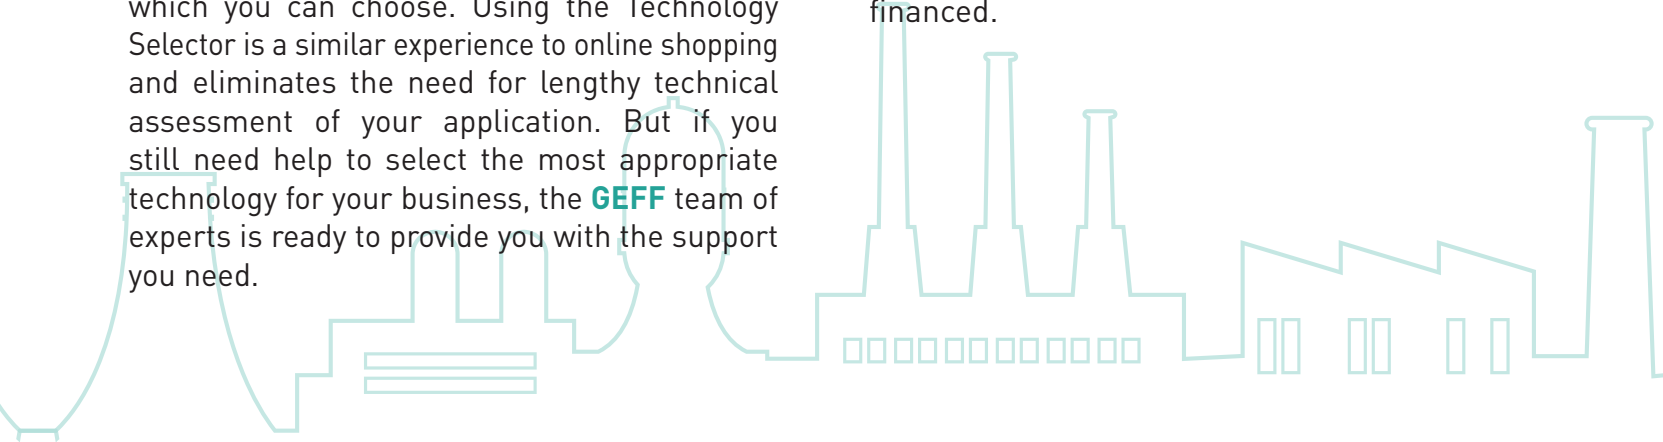 which you can choose. Using the Technology
Selector is a similar experience to online shopping
and eliminates the need for lengthy technical
assessment of your application. But if you
still need help to select the most appropriate
technology for your business, the GEFF team of
experts is ready to provide you with the support
you need.
financed.